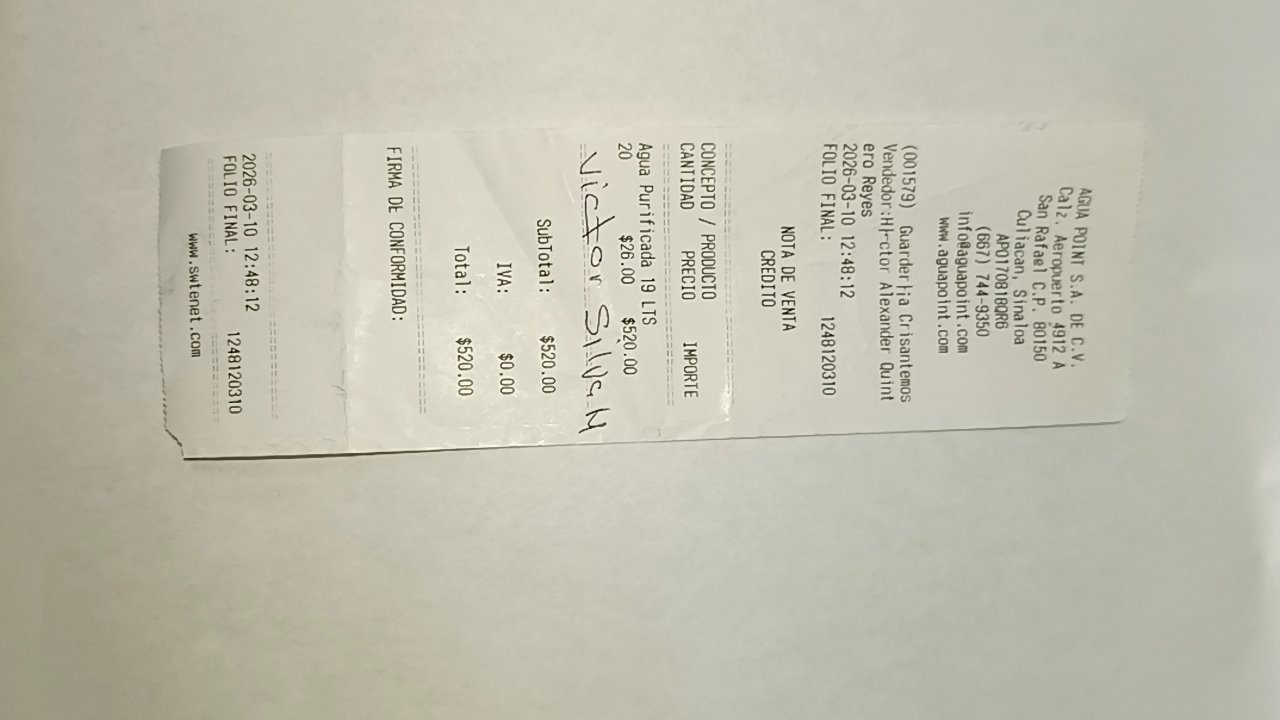 AGUA POINT S.A. DE C.V.
Calz. Aeropuerto 4912 A
San Rafael C.P. 80150
Culiacan, Sinaloa
APO170818QR6
(667) 744-9350
info@aguapoint.com
www.aguapoint.com
(001579) Guarder├¡a Crisantemos
Vendedor:H├⌐ctor Alexander Quint
ero Reyes
2026-03-10 12:48:12
FOLIO FINAL: 1248120310
NOTA DE VENTA
CREDITO
CONCEPTO / PRODUCTO
CANTIDAD PRECIO IMPORTE
Agua Purificada 19 LTS
20 $26.00 $520.00
Victor Silva M
SubTotal: $520.00
IVA: $0.00
Total: $520.00
FIRMA DE CONFORMIDAD:
2026-03-10 12:48:12
FOLIO FINAL: 1248120310
www.swtenet.com